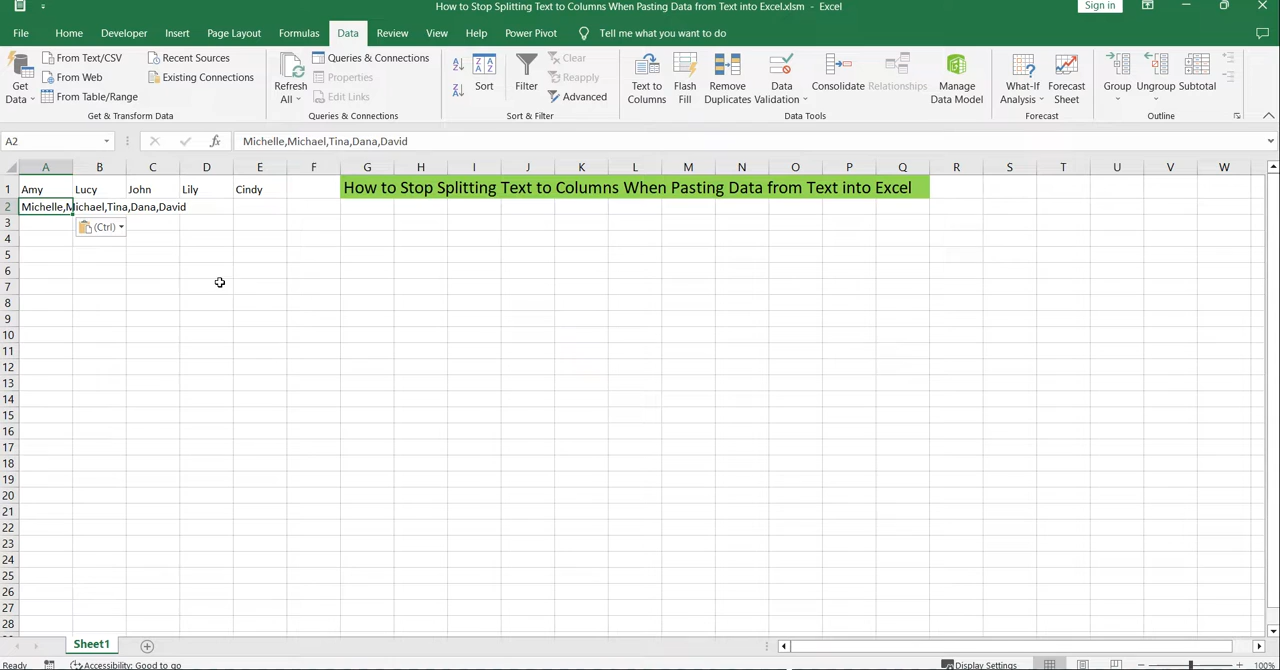 How to Stop Splitting Text to Columns When Pasting Data from Text into Excel.xlsm - Excel
Sign in
File Home Developer Insert Page Layout Formulas Data Review View Help Power Pivot Tell me what you want to do
Get Data
From Text/CSV
From Web
From Table/Range
Recent Sources
Existing Connections
Get & Transform Data
Refresh All
Queries & Connections
Properties
Edit Links
Queries & Connections
Sort
Filter
Clear
Reapply
Advanced
Sort & Filter
Text to Columns
Flash Fill
Remove Duplicates
Data Validation
Consolidate
Relationships
Manage Data Model
Data Tools
What-If Analysis
Forecast Sheet
Forecast
Group
Ungroup
Subtotal
Outline
A2 fx Michelle,Michael,Tina,Dana,David
A B C D E F G H I J K L M N O P Q R S T U V W
1 Amy Lucy John Lily Cindy How to Stop Splitting Text to Columns When Pasting Data from Text into Excel
2 Michelle,Michael,Tina,Dana,David
3 (Ctrl)
4
5
6
7
8
9
10
11
12
13
14
15
16
17
18
19
20
21
22
23
24
25
26
27
28
Sheet1
Ready Accessibility: Good to go Display Settings 100%